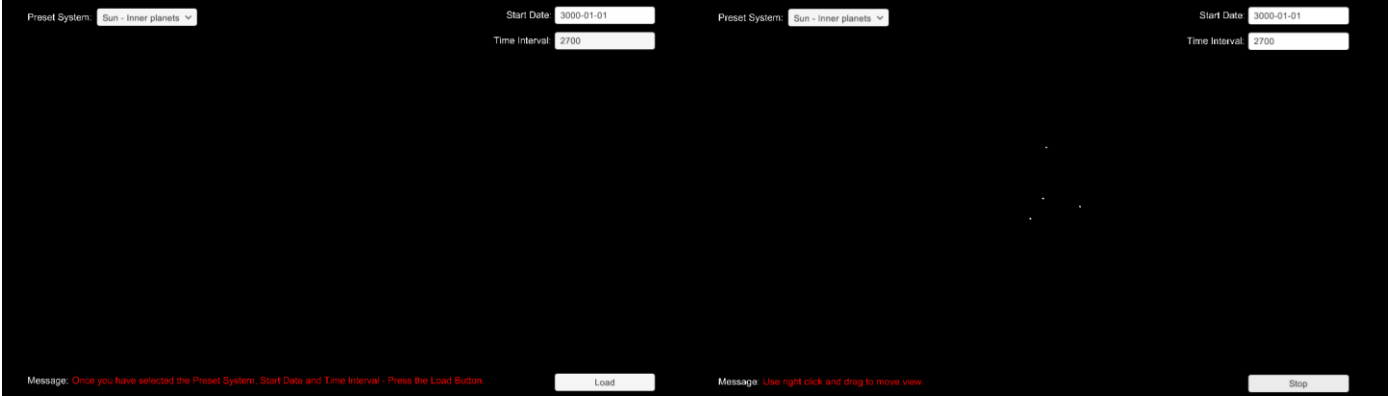 Preset System: Sun - Inner planets
Start Date: 3000-01-01
Time Interval: 2700
Message: Once you have selected the Preset System, Start Date and Time Interval - Press the Load Button.
Load
Preset System: Sun - Inner planets
Start Date: 3000-01-01
Time Interval: 2700
Message: Use right click and drag to move view.
Stop